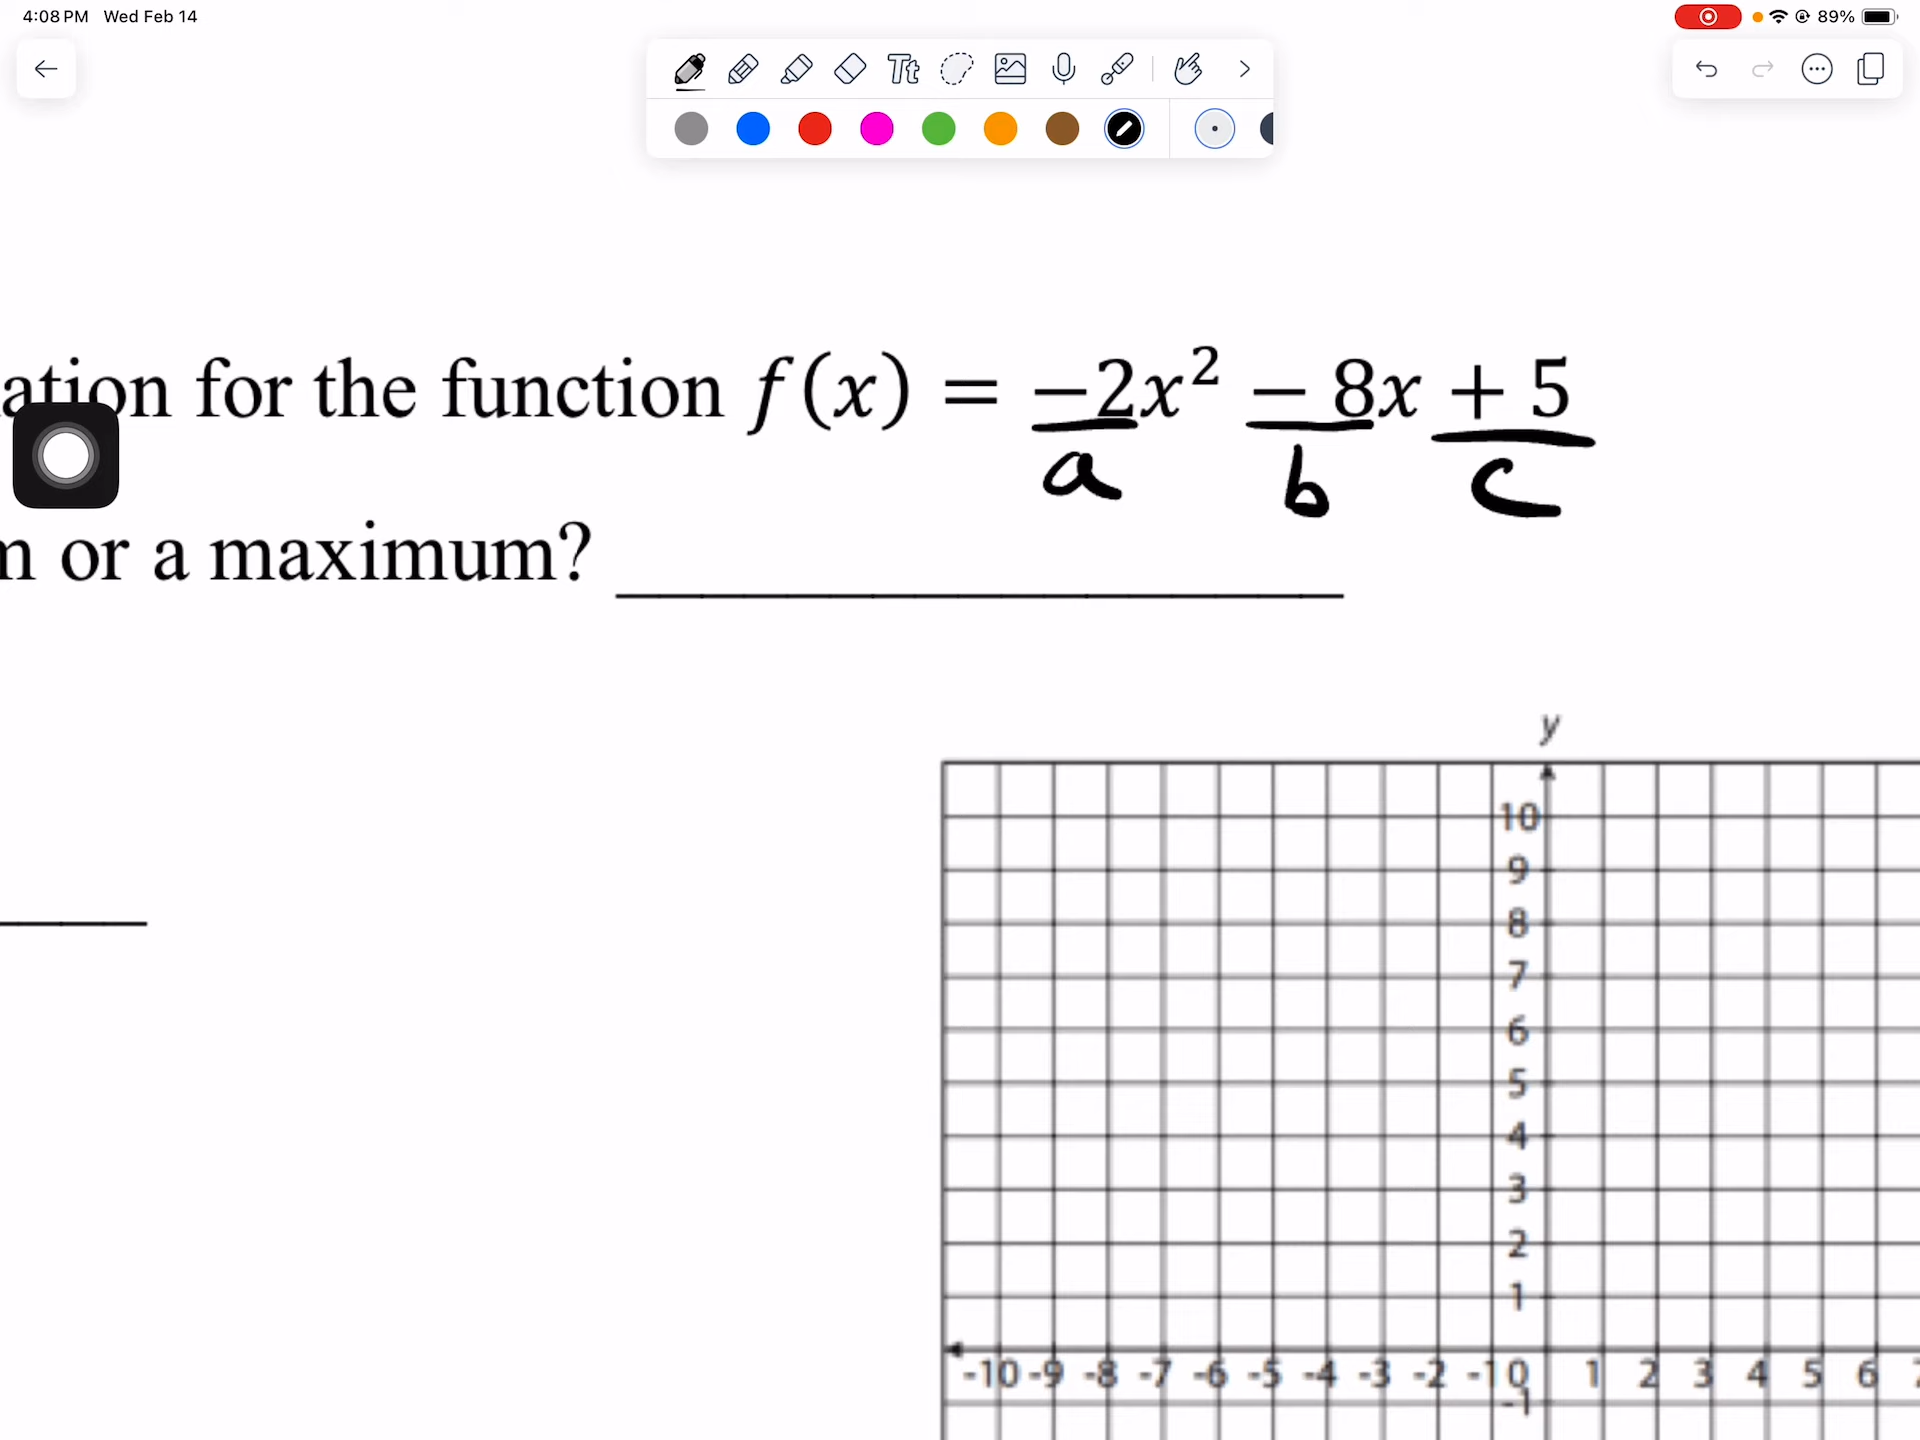 4:08 PM Wed Feb 14
89%
Tt
ation for the function f(x) = −2x² − 8x + 5
a b c
m or a maximum? ____________________
y
10
9
8
7
6
5
4
3
2
1
-10 -9 -8 -7 -6 -5 -4 -3 -2 -1 0 1 2 3 4 5 6
-1